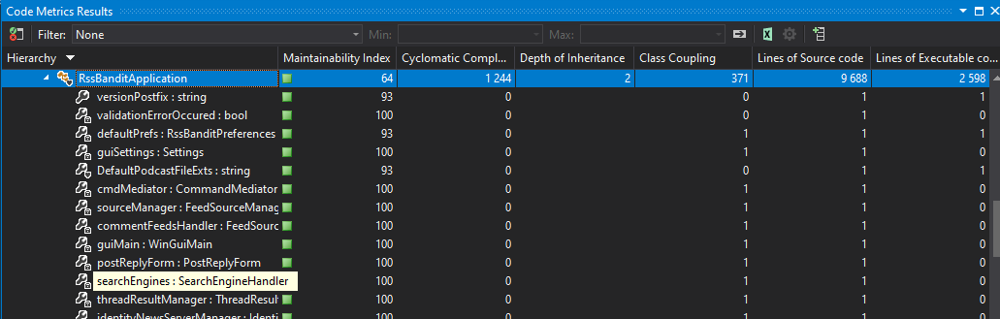 Code Metrics Results
Filter: None Min: Max:
Hierarchy Maintainability Index Cyclomatic Compl... Depth of Inheritance Class Coupling Lines of Source code Lines of Executable co...
RssBanditApplication 64 1 244 2 371 9 688 2 598
versionPostfix : string 93 0 0 1 1
validationErrorOccured : bool 100 0 0 1 0
defaultPrefs : RssBanditPreferences 93 0 1 1 1
guiSettings : Settings 100 0 1 1 0
DefaultPodcastFileExts : string 93 0 0 1 1
cmdMediator : CommandMediator 100 0 1 1 0
sourceManager : FeedSourceManag 100 0 1 1 0
commentFeedsHandler : FeedSourc 100 0 1 1 0
guiMain : WinGuiMain 100 0 1 1 0
postReplyForm : PostReplyForm 100 0 1 1 0
searchEngines : SearchEngineHandler 100 0 1 1 0
threadResultManager : ThreadResul 100 0 1 1 0
identityNewsServerManager : Identi 100 0 1 1 0